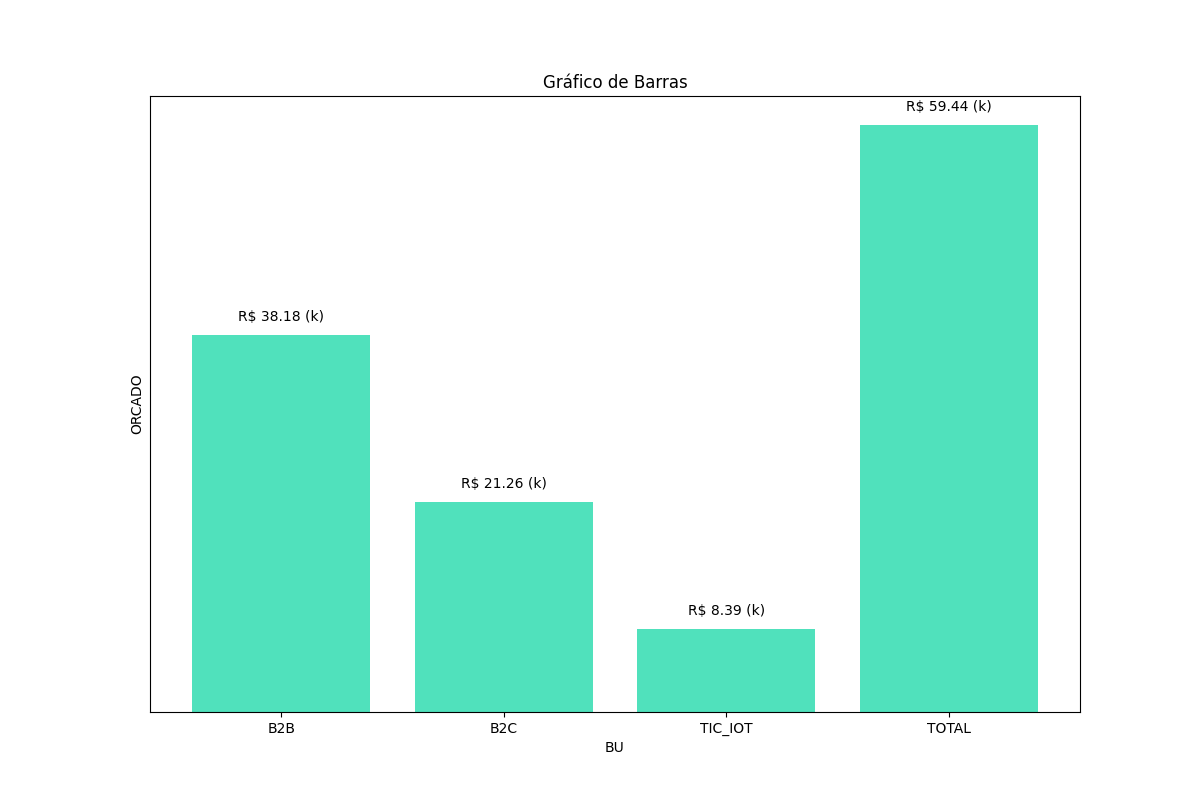 Gráfico de Barras
R$ 59.44 (k)
R$ 38.18 (k)
R$ 21.26 (k)
R$ 8.39 (k)
ORCADO
B2B
B2C
TIC_IOT
TOTAL
BU